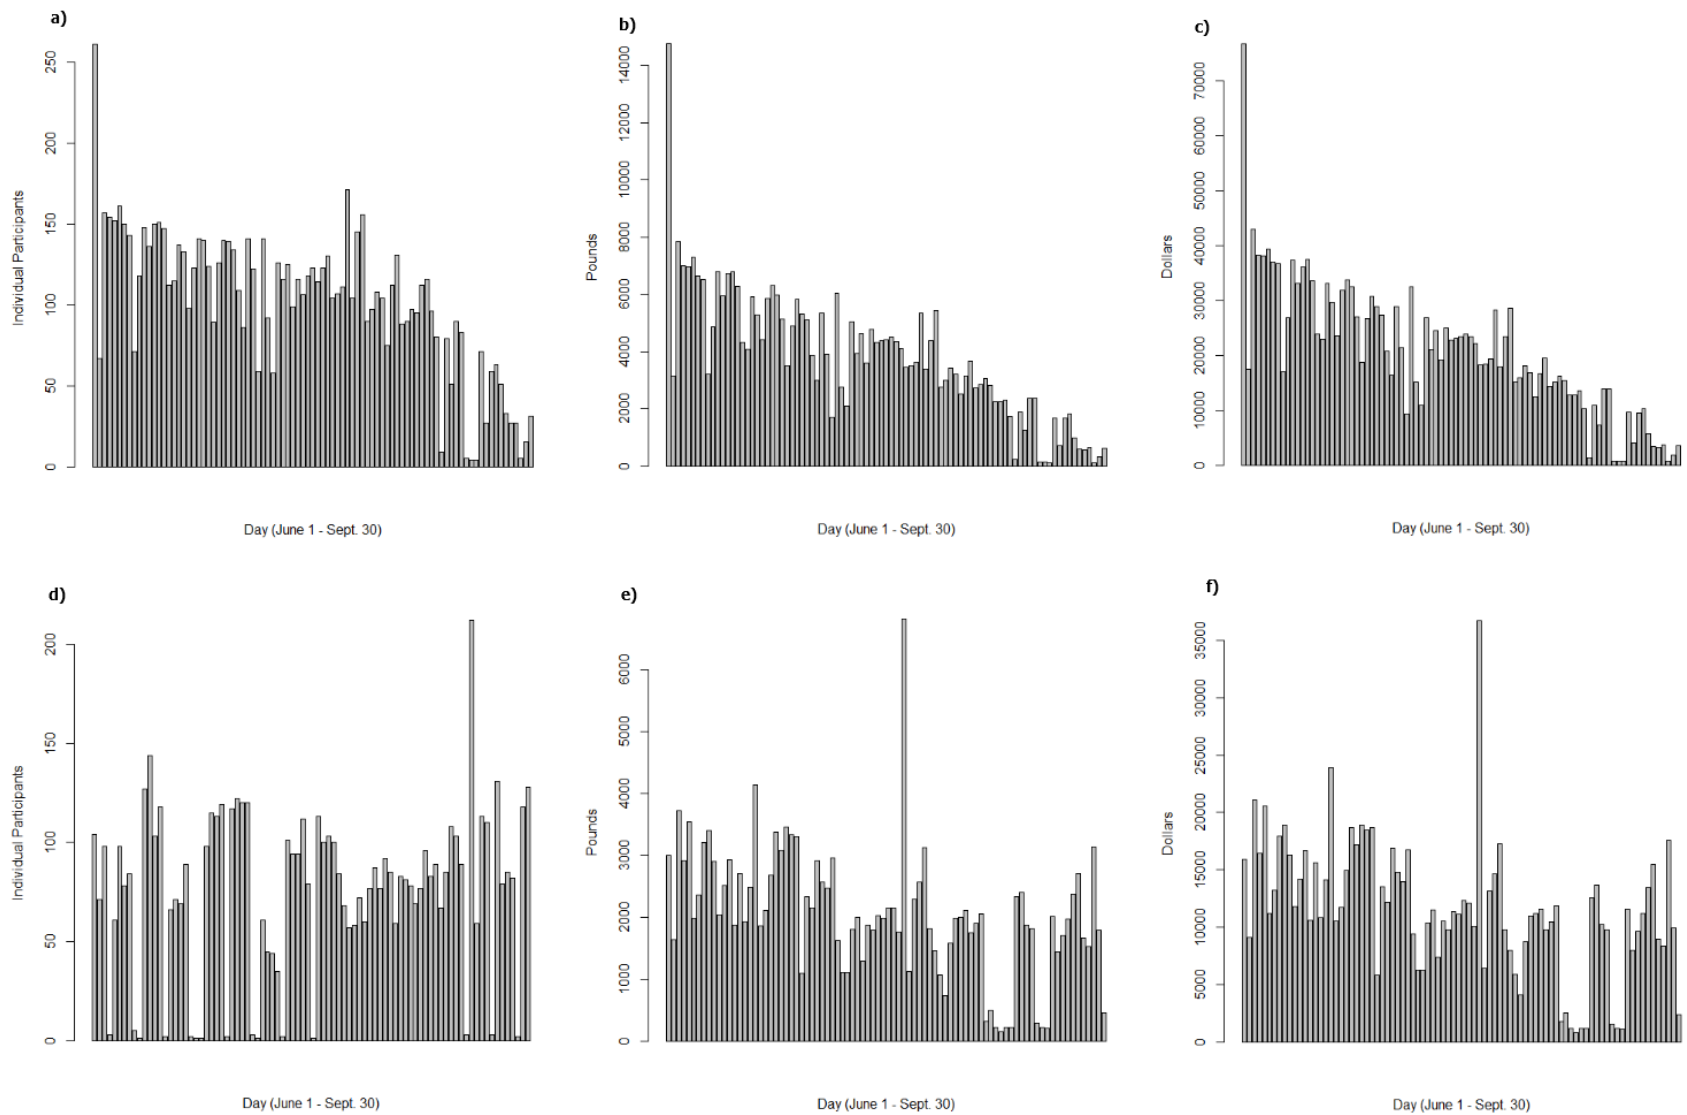 a)
250
200
150
100
50
0
Individual Participants
Day (June 1 - Sept. 30)
b)
14000
12000
10000
8000
6000
4000
2000
0
Pounds
Day (June 1 - Sept. 30)
c)
70000
60000
50000
40000
30000
20000
10000
0
Dollars
Day (June 1 - Sept. 30)
d)
200
150
100
50
0
Individual Participants
Day (June 1 - Sept. 30)
e)
6000
5000
4000
3000
2000
1000
0
Pounds
Day (June 1 - Sept. 30)
f)
35000
30000
25000
20000
15000
10000
5000
0
Dollars
Day (June 1 - Sept. 30)